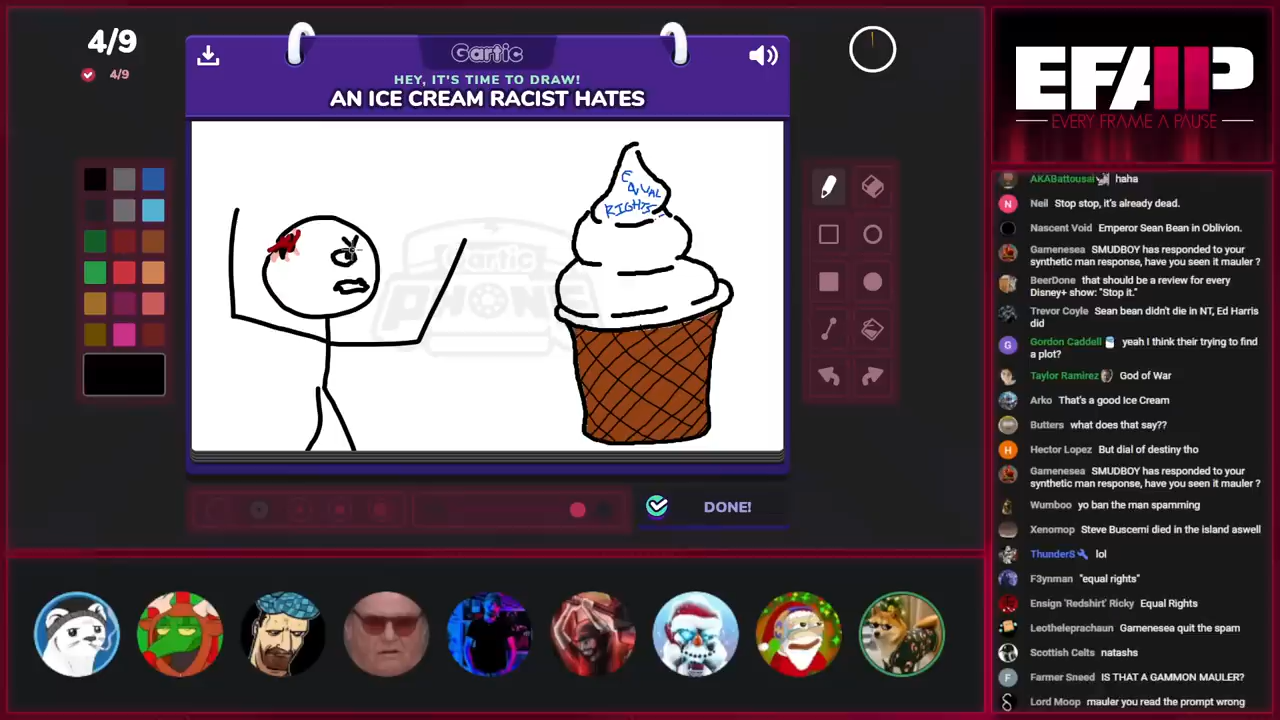 4/9
4/9
Gartic
HEY, IT'S TIME TO DRAW!
AN ICE CREAM RACIST HATES
EQUAL
RIGHTS
Gartic
PHONE
DONE!
EFAP
EVERY FRAME A PAUSE
AKABattousai haha
Neil Stop stop, it's already dead.
Nascent Void Emperor Sean Bean in Oblivion.
Gamenesea SMUDBOY has responded to your
synthetic man response, have you seen it mauler ?
BeerDone that should be a review for every
Disney+ show: "Stop it."
Trevor Coyle Sean bean didn't die in NT, Ed Harris
did
Gordon Caddell yeah I think their trying to find
a plot?
Taylor Ramirez God of War
Arko That's a good Ice Cream
Butters what does that say??
Hector Lopez But dial of destiny tho
Gamenesea SMUDBOY has responded to your
synthetic man response, have you seen it mauler ?
Wumboo yo ban the man spamming
Xenomop Steve Buscemi died in the island aswell
ThunderS lol
F3ynman "equal rights"
Ensign 'Redshirt' Ricky Equal Rights
Leotheleprachaun Gamenesea quit the spam
Scottish Celts natashs
Farmer Sneed IS THAT A GAMMON MAULER?
Lord Moop mauler you read the prompt wrong